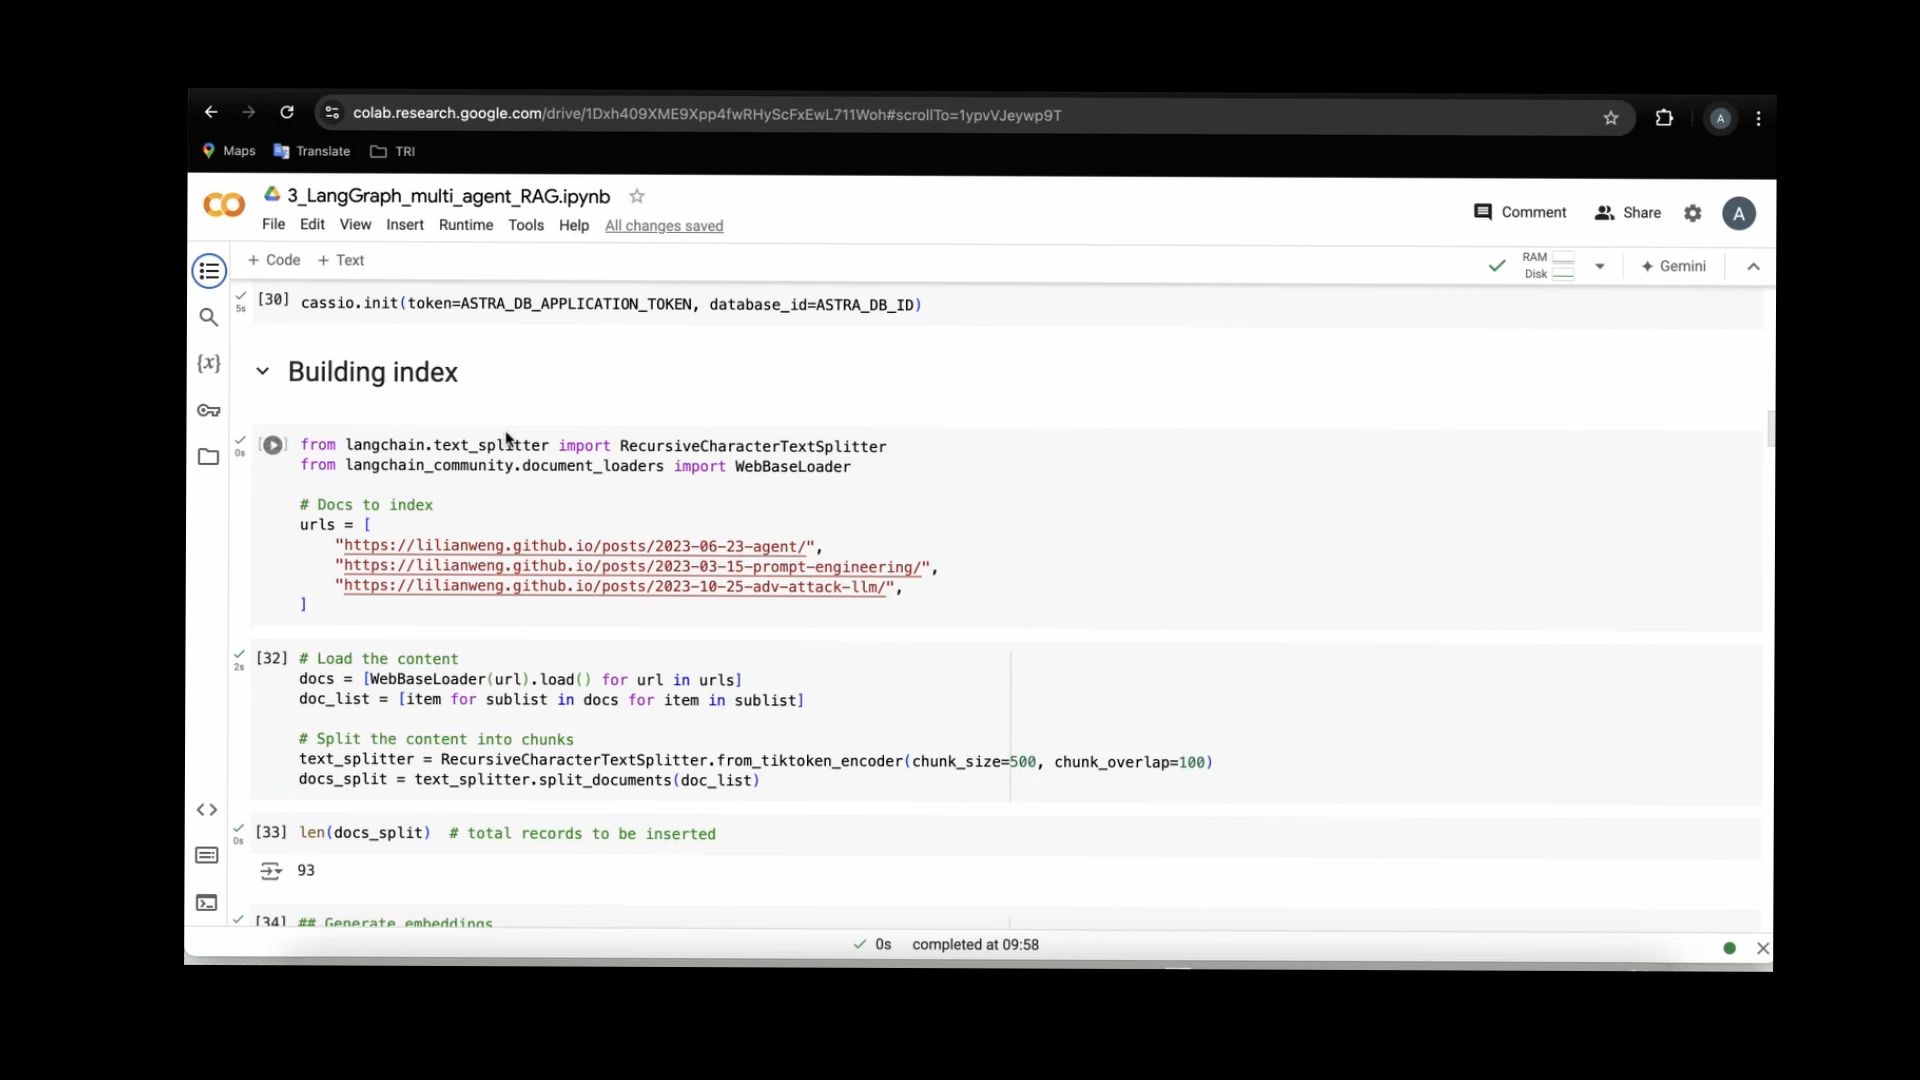 colab.research.google.com/drive/1Dxh409XME9Xpp4fwRHyScFxEwL711Woh#scrollTo=1ypvVJeywp9T
A
Maps Translate TRI
3_LangGraph_multi_agent_RAG.ipynb
File Edit View Insert Runtime Tools Help All changes saved
Comment Share A
+ Code + Text
RAM
Disk
Gemini
5s [30] cassio.init(token=ASTRA_DB_APPLICATION_TOKEN, database_id=ASTRA_DB_ID)
Building index
{x}
0s
from langchain.text_splitter import RecursiveCharacterTextSplitter
from langchain_community.document_loaders import WebBaseLoader
# Docs to index
urls = [
"https://lilianweng.github.io/posts/2023-06-23-agent/",
"https://lilianweng.github.io/posts/2023-03-15-prompt-engineering/",
"https://lilianweng.github.io/posts/2023-10-25-adv-attack-llm/",
]
2s [32] # Load the content
docs = [WebBaseLoader(url).load() for url in urls]
doc_list = [item for sublist in docs for item in sublist]
# Split the content into chunks
text_splitter = RecursiveCharacterTextSplitter.from_tiktoken_encoder(chunk_size=500, chunk_overlap=100)
docs_split = text_splitter.split_documents(doc_list)
0s [33] len(docs_split) # total records to be inserted
93
[34] ## Generate embeddings
0s completed at 09:58